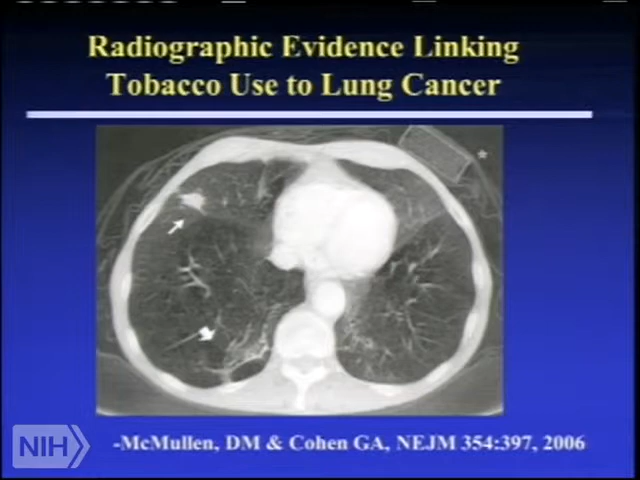 Radiographic Evidence Linking
Tobacco Use to Lung Cancer
*
-McMullen, DM & Cohen GA, NEJM 354:397, 2006
NIH